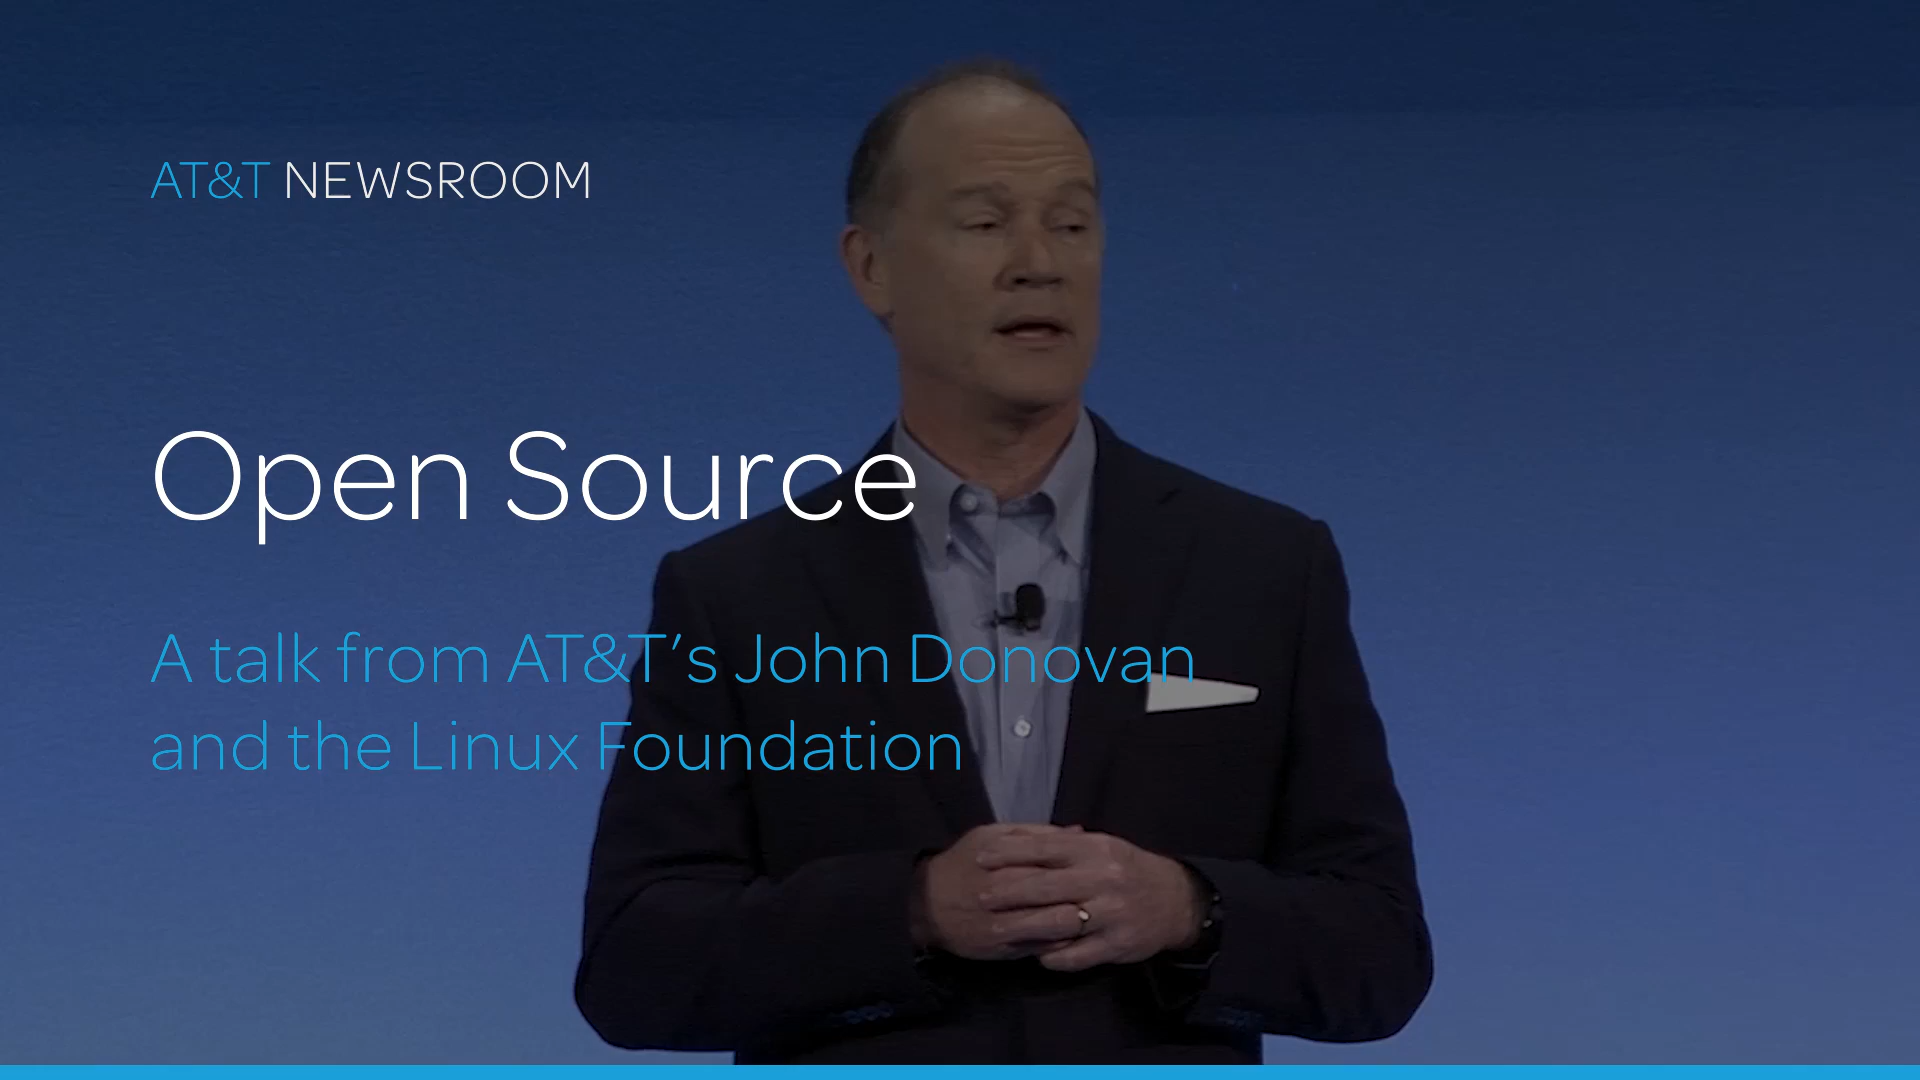 AT&T NEWSROOM
Open Source
A talk from AT&T's John Donovan
and the Linux Foundation